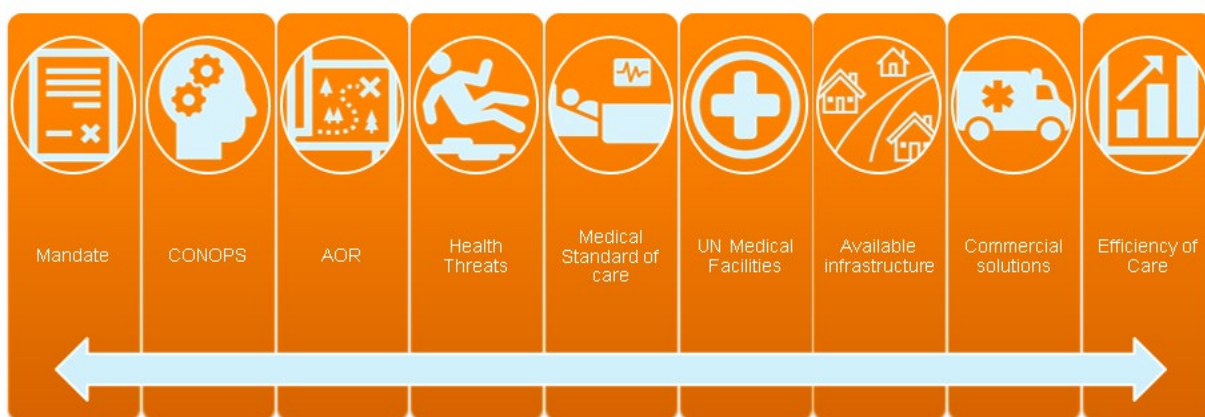 Mandate
CONOPS
AOR
Health
Threats
Medical
Standard of
care
UN Medical
Facilities
Available
infrastructure
Commercial
solutions
Efficiency of
Care